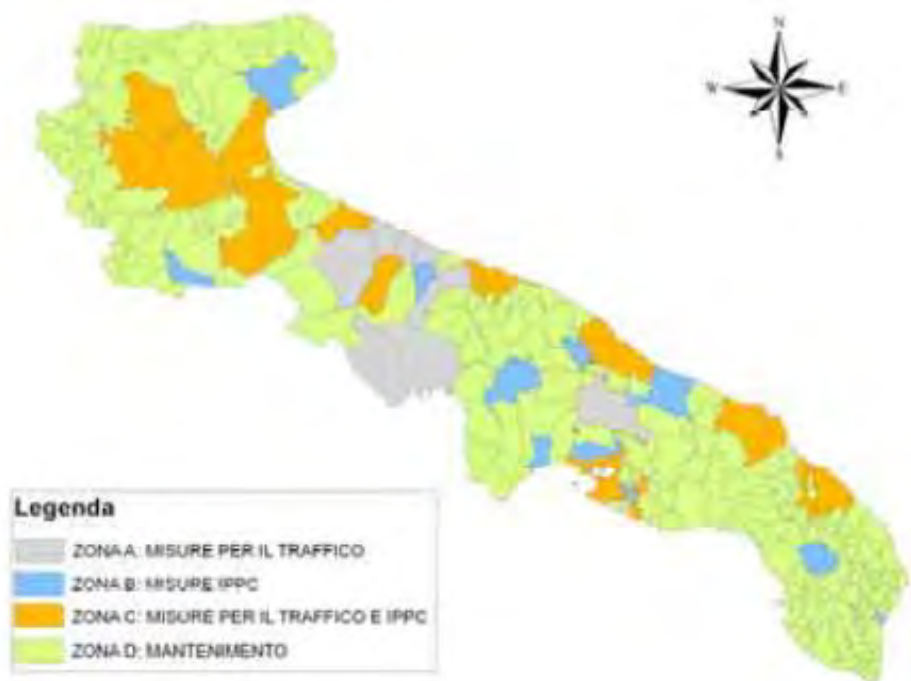 N
W E
S
Legenda
ZONA A: MISURE PER IL TRAFFICO
ZONA B: MISURE IPPC
ZONA C: MISURE PER IL TRAFFICO E IPPC
ZONA D: MANTENIMENTO